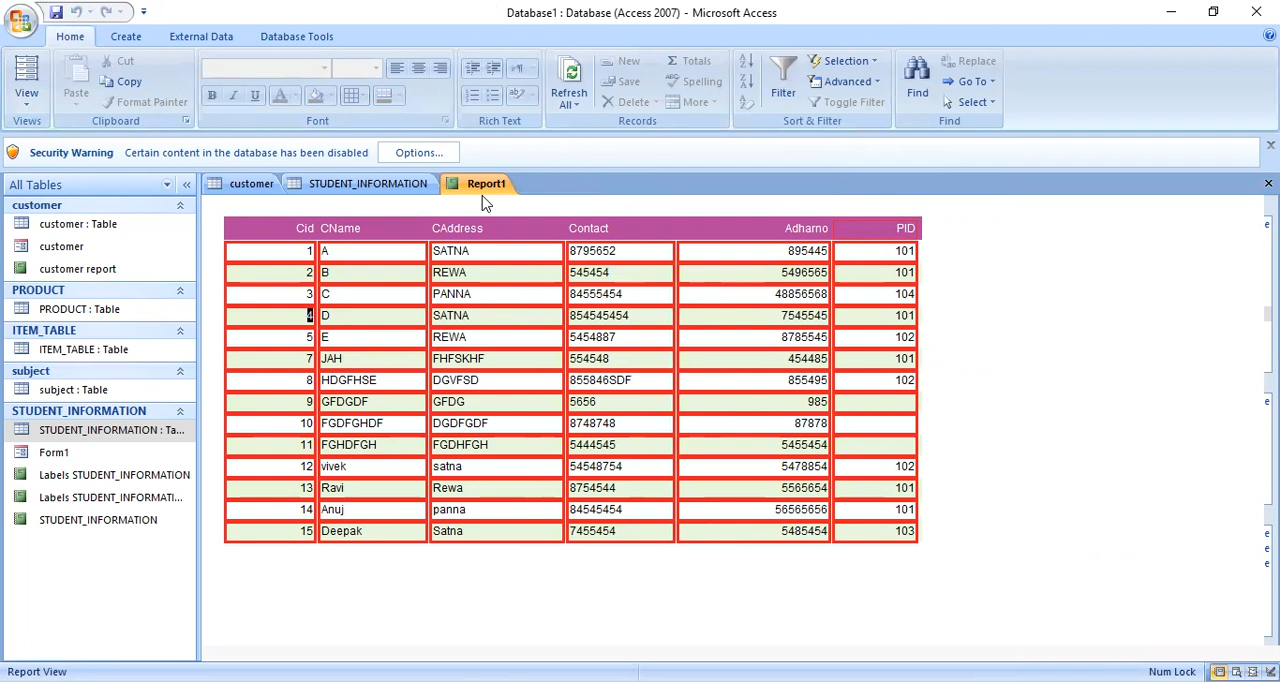 Database1 : Database (Access 2007) - Microsoft Access
Home Create External Data Database Tools
View Paste Cut Copy Format Painter
B I U
Refresh All New Save Delete Totals Spelling More
Filter Selection Advanced Toggle Filter
Find Replace Go To Select
Views Clipboard Font Rich Text Records Sort & Filter Find
Security Warning Certain content in the database has been disabled Options...
All Tables «
customer STUDENT_INFORMATION Report1
customer
customer : Table
customer
customer report
PRODUCT
PRODUCT : Table
ITEM_TABLE
ITEM_TABLE : Table
subject
subject : Table
STUDENT_INFORMATION
STUDENT_INFORMATION : Ta...
Form1
Labels STUDENT_INFORMATION
Labels STUDENT_INFORMATI...
STUDENT_INFORMATION
Cid CName CAddress Contact Adharno PID
1 A SATNA 8795652 895445 101
2 B REWA 545454 5496565 101
3 C PANNA 84555454 48856568 104
4 D SATNA 854545454 7545545 101
5 E REWA 5454887 8785545 102
7 JAH FHFSKHF 554548 454485 101
8 HDGFHSE DGVFSD 855846SDF 855495 102
9 GFDGDF GFDG 5656 985
10 FGDFGHDF DGDFGDF 8748748 87878
11 FGHDFGH FGDHFGH 5444545 5455454
12 vivek satna 54548754 5478854 102
13 Ravi Rewa 8754544 5565654 101
14 Anuj panna 84545454 56565656 101
15 Deepak Satna 7455454 5485454 103
Report View Num Lock